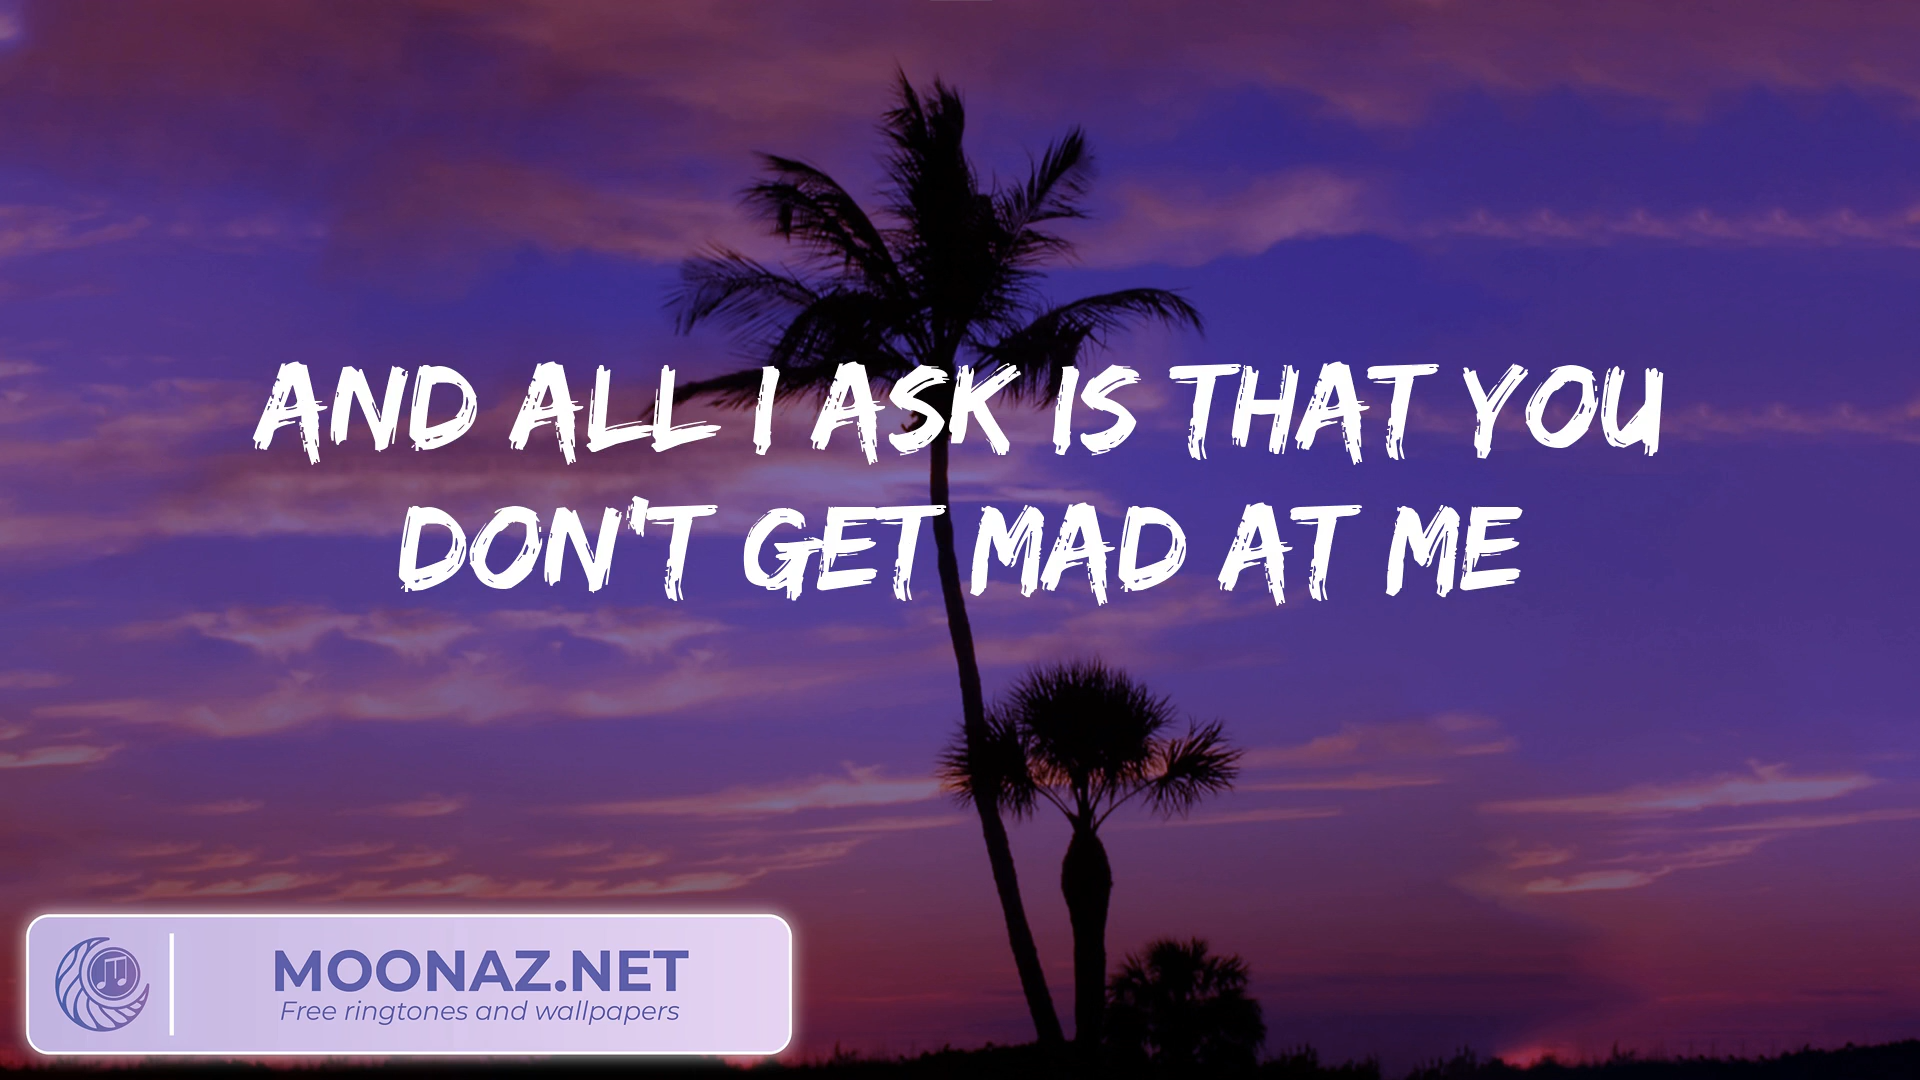 AND ALL I ASK IS THAT YOU
DON'T GET MAD AT ME
MOONAZ.NET
Free ringtones and wallpapers